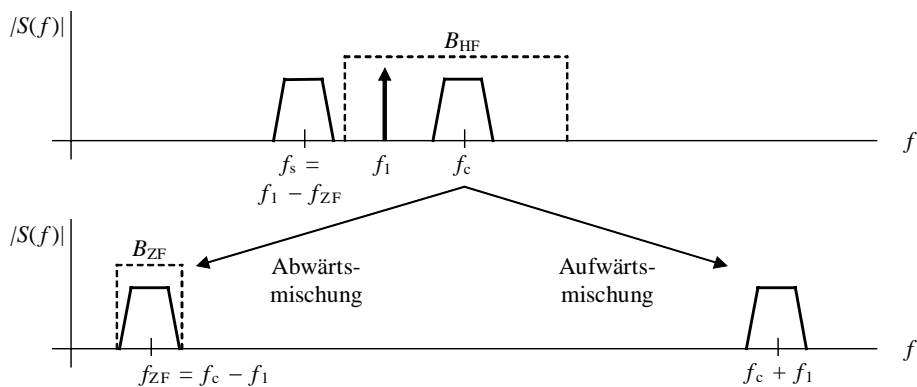 |S(f)|
B_HF
f_s =
f_1 − f_ZF
f_1
f_c
f
|S(f)|
B_ZF
Abwärts-
mischung
Aufwärts-
mischung
f_ZF = f_c − f_1
f_c + f_1
f